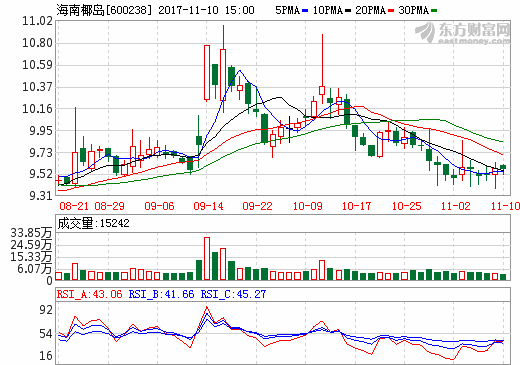 海南椰岛[600238] 2017-11-10 15:00 5PMA 10PMA 20PMA 30PMA
东方财富网
eastmoney.com
11.02
10.80
10.59
10.37
10.16
9.95
9.73
9.52
9.31
08-21 08-29 09-06 09-14 09-22 10-09 10-17 10-25 11-02 11-10
成交量:15242
33.85万
24.59万
15.33万
6.07万
0
RSI_A:43.06 RSI_B:41.66 RSI_C:45.27
92
54
16